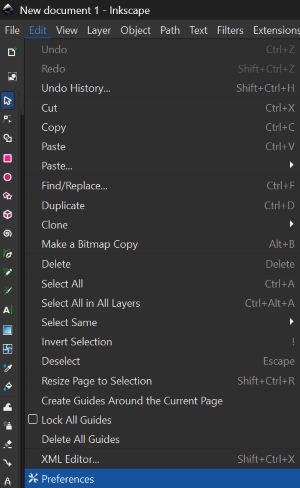 New document 1 - Inkscape
File Edit View Layer Object Path Text Filters Extensions
Undo Ctrl+Z
Redo Shift+Ctrl+Z
Undo History... Shift+Ctrl+H
Cut Ctrl+X
Copy Ctrl+C
Paste Ctrl+V
Paste...
Find/Replace... Ctrl+F
Duplicate Ctrl+D
Clone
Make a Bitmap Copy Alt+B
Delete Delete
Select All Ctrl+A
Select All in All Layers Ctrl+Alt+A
Select Same
Invert Selection !
Deselect Escape
Resize Page to Selection Shift+Ctrl+R
Create Guides Around the Current Page
Lock All Guides
Delete All Guides
XML Editor... Shift+Ctrl+X
Preferences